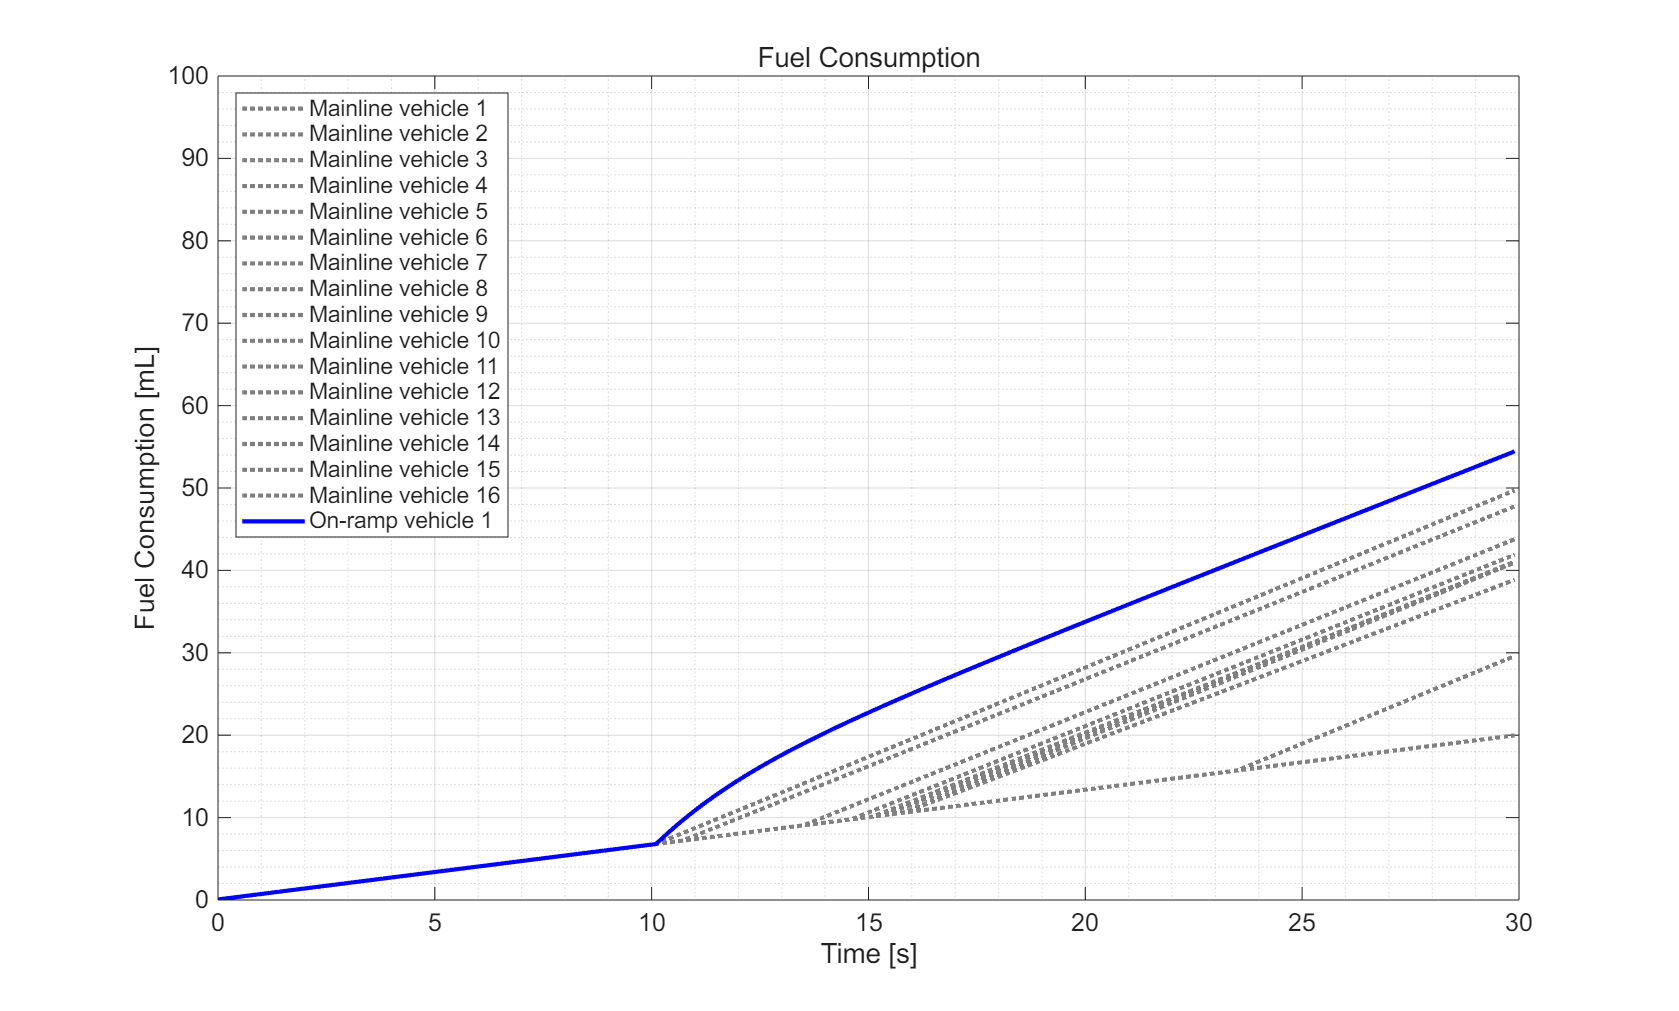 Fuel Consumption
100
90
80
70
60
50
40
30
20
10
0
Fuel Consumption [mL]
Mainline vehicle 1
Mainline vehicle 2
Mainline vehicle 3
Mainline vehicle 4
Mainline vehicle 5
Mainline vehicle 6
Mainline vehicle 7
Mainline vehicle 8
Mainline vehicle 9
Mainline vehicle 10
Mainline vehicle 11
Mainline vehicle 12
Mainline vehicle 13
Mainline vehicle 14
Mainline vehicle 15
Mainline vehicle 16
On-ramp vehicle 1
0 5 10 15 20 25 30
Time [s]